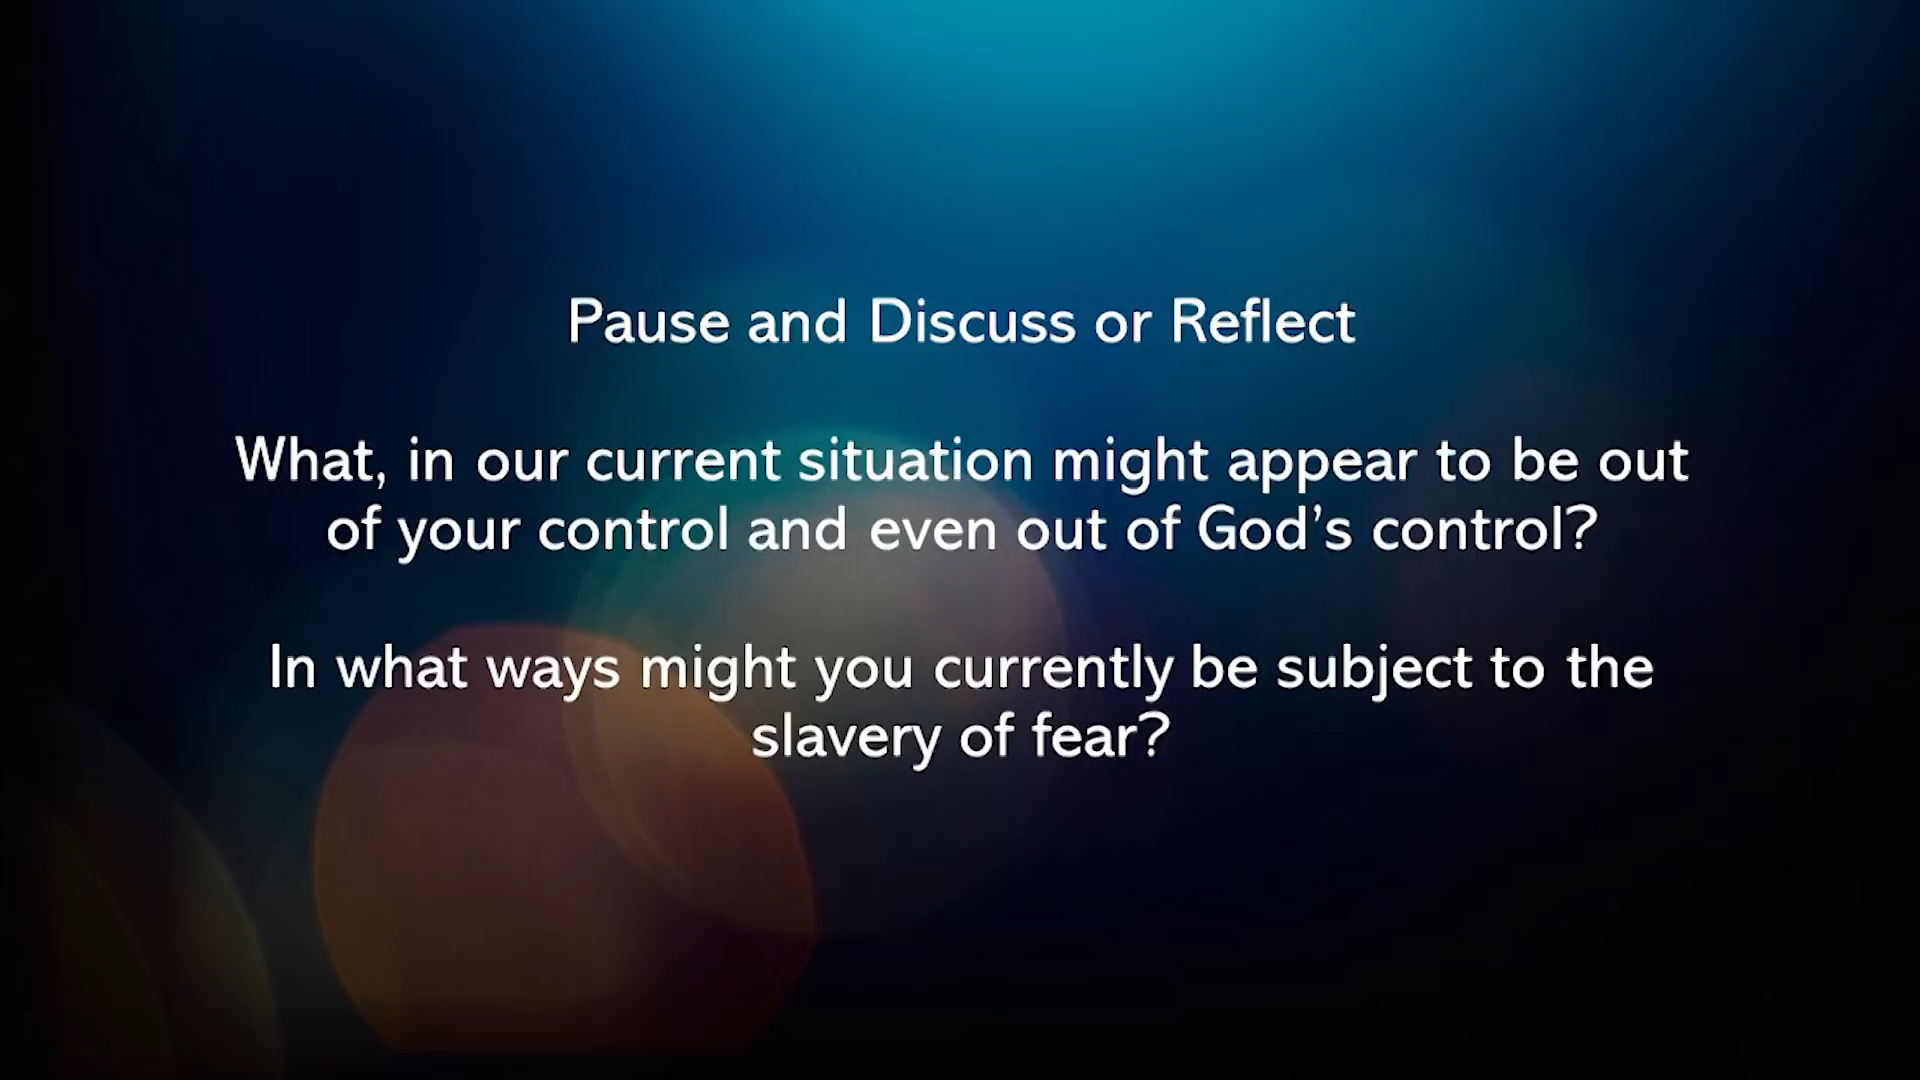 Pause and Discuss or Reflect
What, in our current situation might appear to be out
of your control and even out of God’s control?
In what ways might you currently be subject to the
slavery of fear?